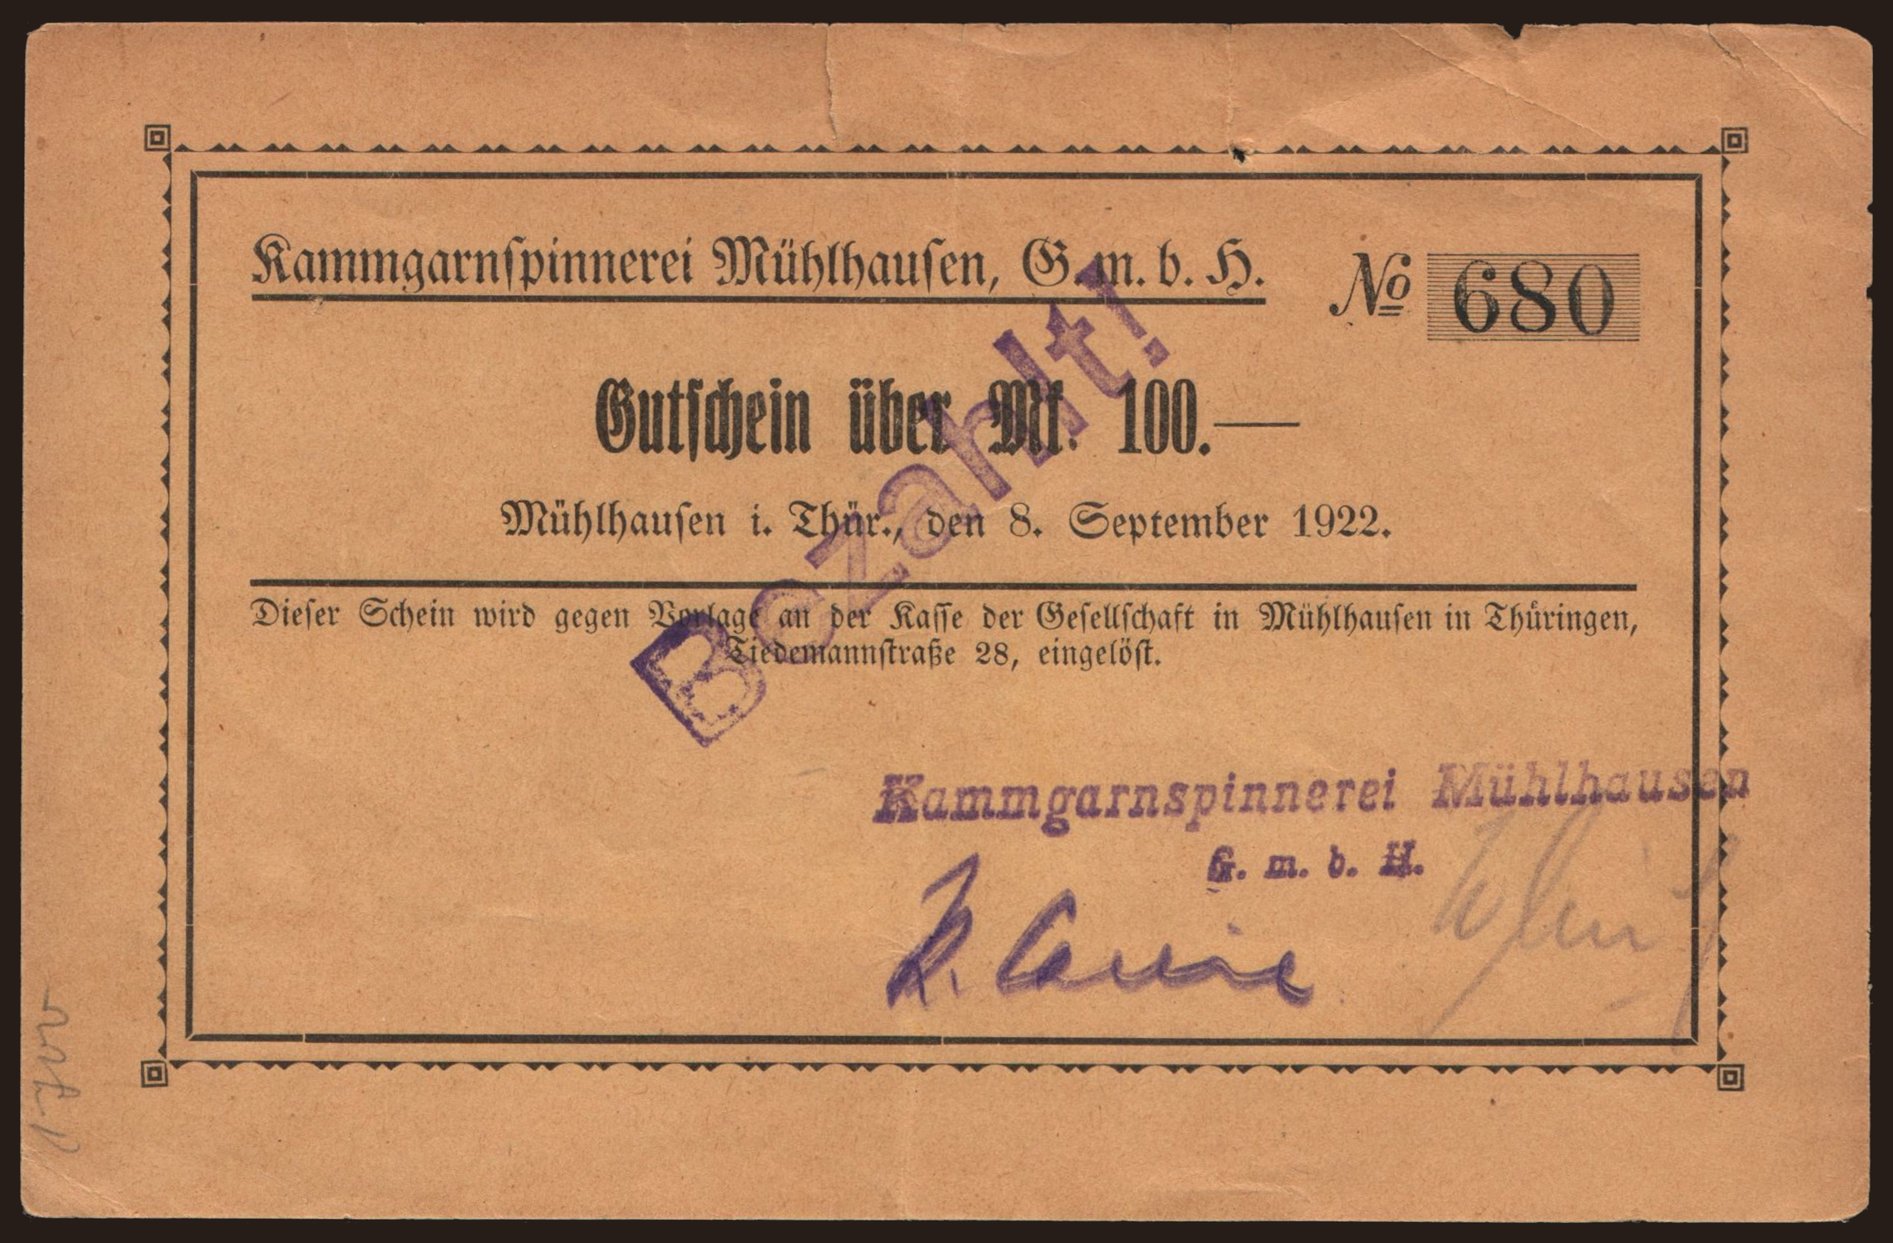 Kammgarnspinnerei Mühlhausen, G. m. b. H.
No 680
Gutschein über Mk. 100.—
Mühlhausen i. Thür., den 8. September 1922.
Dieser Schein wird gegen Vorlage an der Kasse der Gesellschaft in Mühlhausen in Thüringen,
Tiedemannstraße 28, eingelöst.
Bezahlt!
Kammgarnspinnerei Mühlhausen
G. m. b. H.